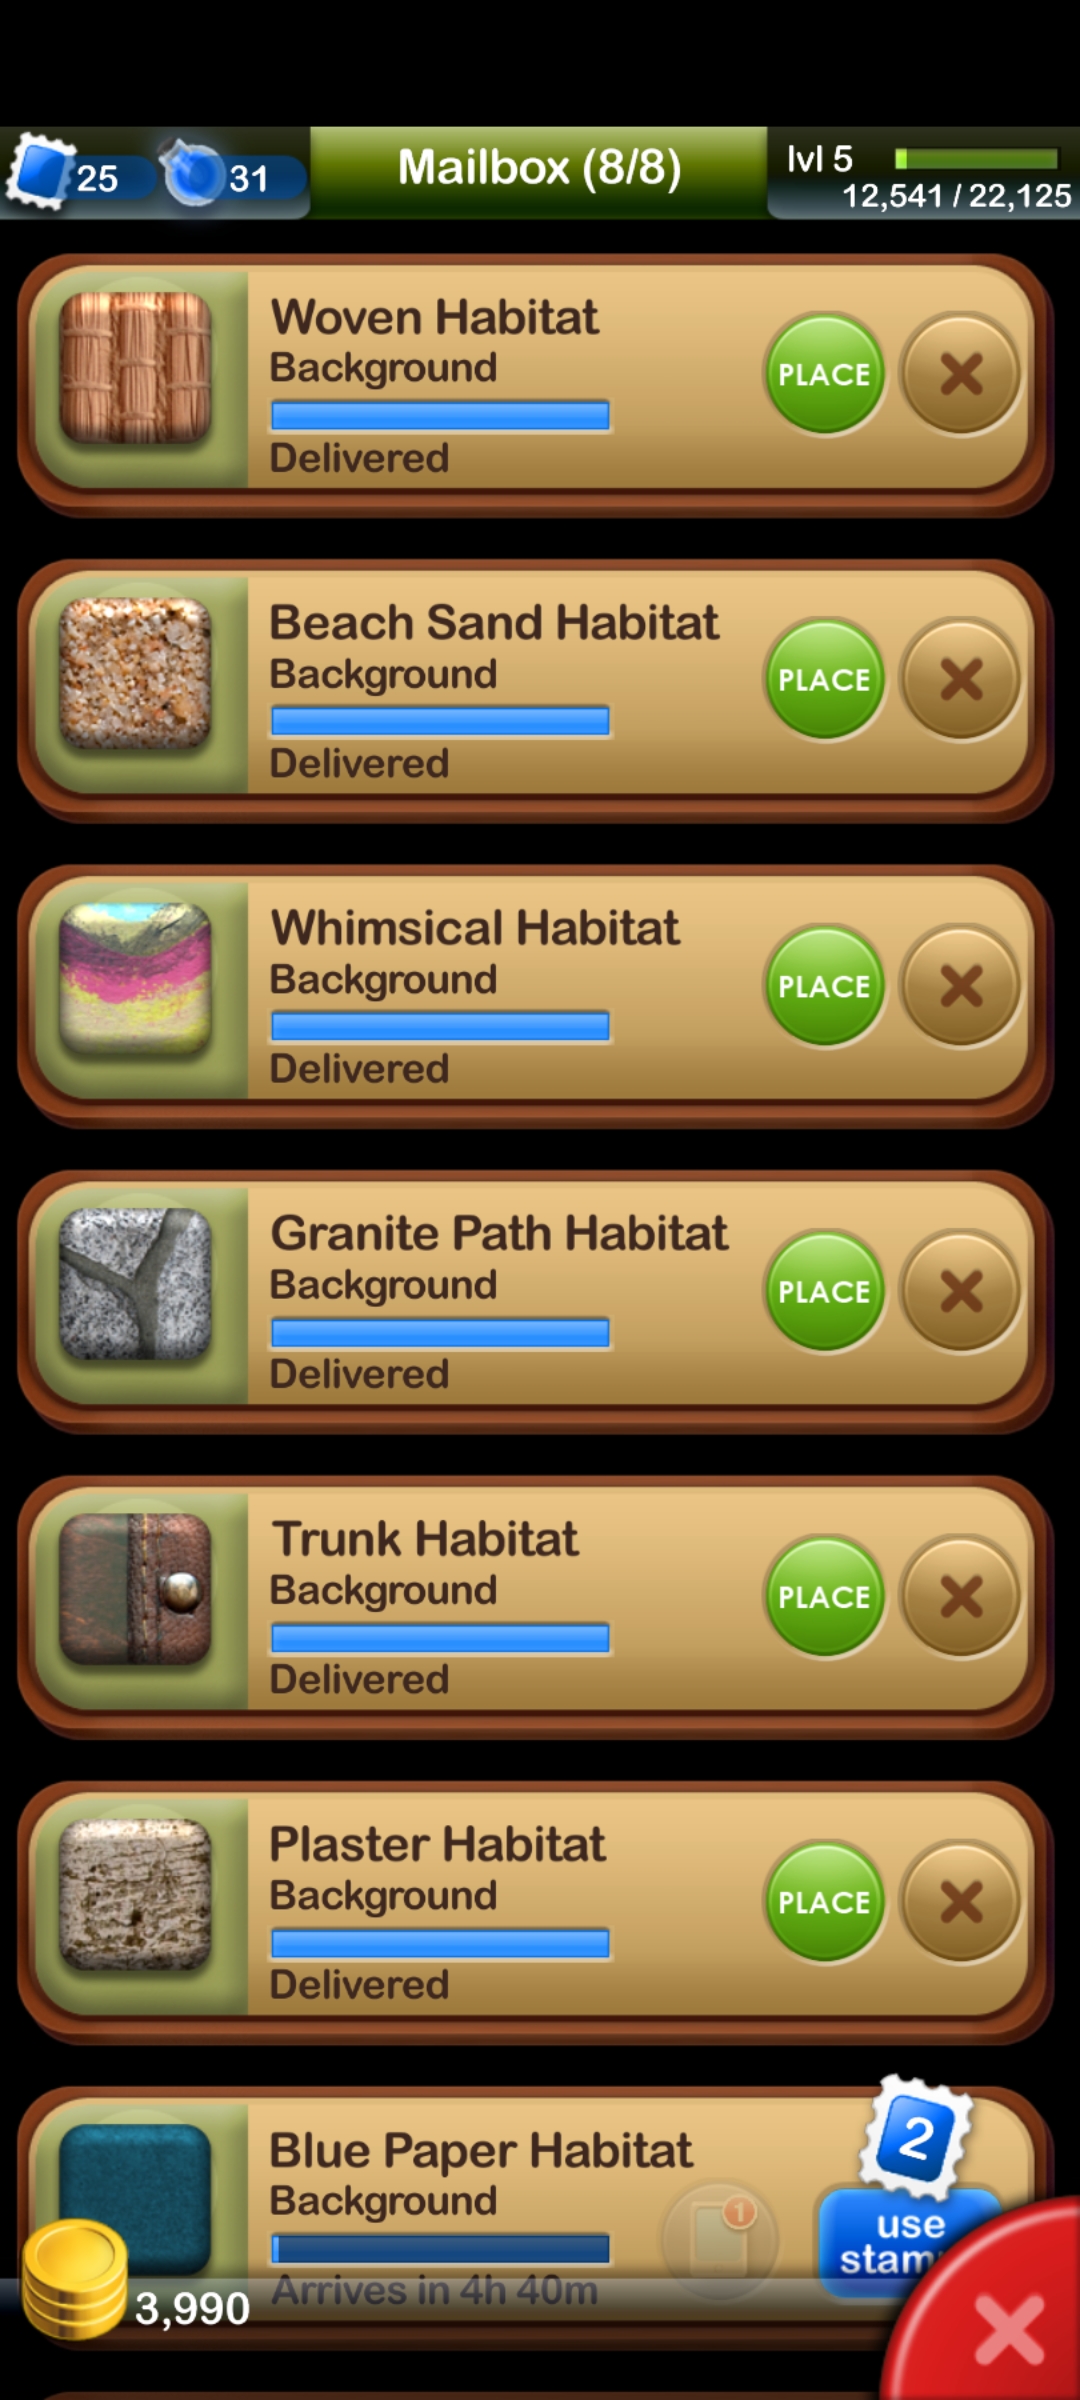 25
31
Mailbox (8/8)
lvl 5
12,541 / 22,125
Woven Habitat
Background
Delivered
PLACE
Beach Sand Habitat
Background
Delivered
PLACE
Whimsical Habitat
Background
Delivered
PLACE
Granite Path Habitat
Background
Delivered
PLACE
Trunk Habitat
Background
Delivered
PLACE
Plaster Habitat
Background
Delivered
PLACE
Blue Paper Habitat
Background
Arrives in 4h 40m
1
2
use
3,990